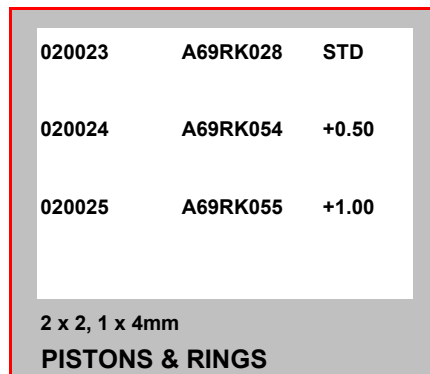 020023 A69RK028 STD
020024 A69RK054 +0.50
020025 A69RK055 +1.00
2 x 2, 1 x 4mm
PISTONS & RINGS